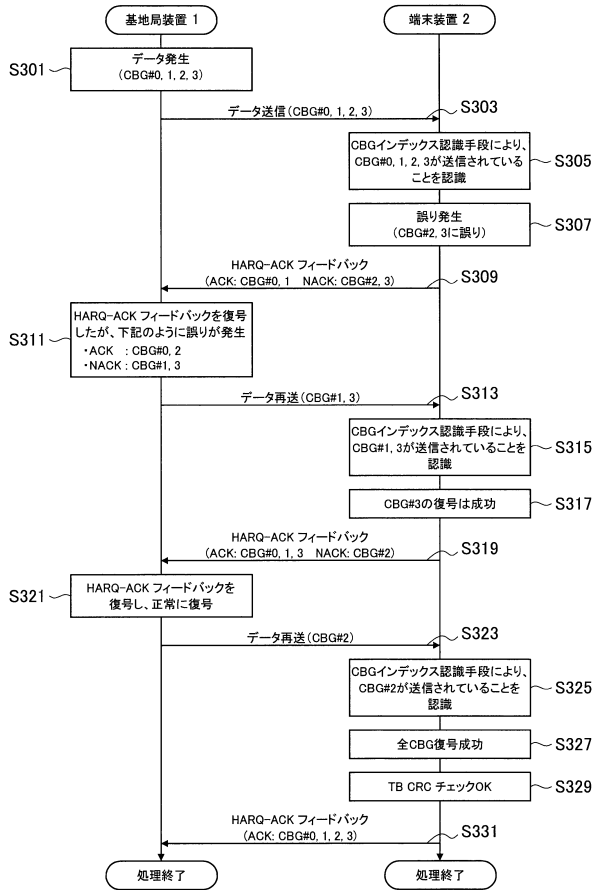 基地局装置 1
端末装置 2
S301
データ発生
(CBG#0, 1, 2, 3)
データ送信(CBG#0, 1, 2, 3)
S303
CBGインデックス認識手段により、
CBG#0, 1, 2, 3が送信されている
ことを認識
S305
誤り発生
(CBG#2, 3に誤り)
S307
HARQ-ACK フィードバック
(ACK: CBG#0, 1 NACK: CBG#2, 3)
S309
S311
HARQ-ACK フィードバックを復号
したが、下記のように誤りが発生
・ACK : CBG#0, 2
・NACK : CBG#1, 3
データ再送(CBG#1, 3)
S313
CBGインデックス認識手段により、
CBG#1, 3が送信されていることを
認識
S315
CBG#3の復号は成功
S317
HARQ-ACK フィードバック
(ACK: CBG#0, 1, 3 NACK: CBG#2)
S319
S321
HARQ-ACK フィードバックを
復号し、正常に復号
データ再送(CBG#2)
S323
CBGインデックス認識手段により、
CBG#2が送信されていることを
認識
S325
全CBG復号成功
S327
TB CRC チェックOK
S329
HARQ-ACK フィードバック
(ACK: CBG#0, 1, 2, 3)
S331
処理終了
処理終了